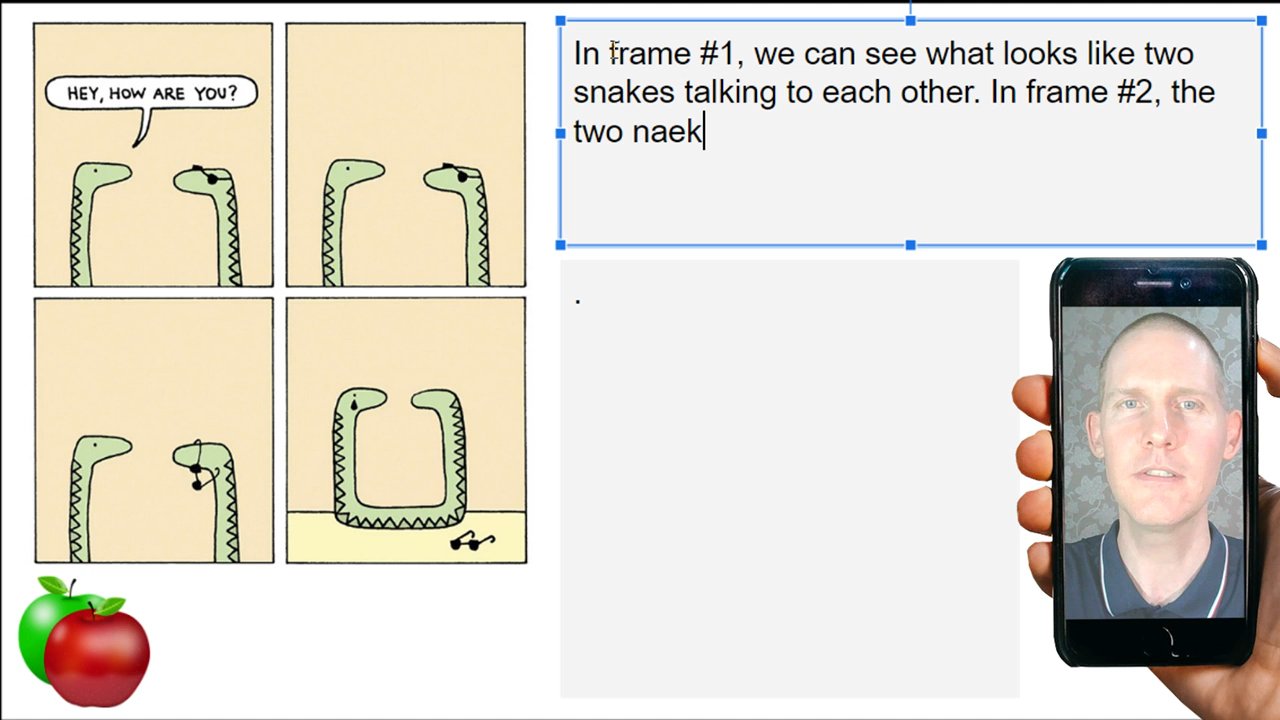 HEY, HOW ARE YOU?
In frame #1, we can see what looks like two
snakes talking to each other. In frame #2, the
two naek
.